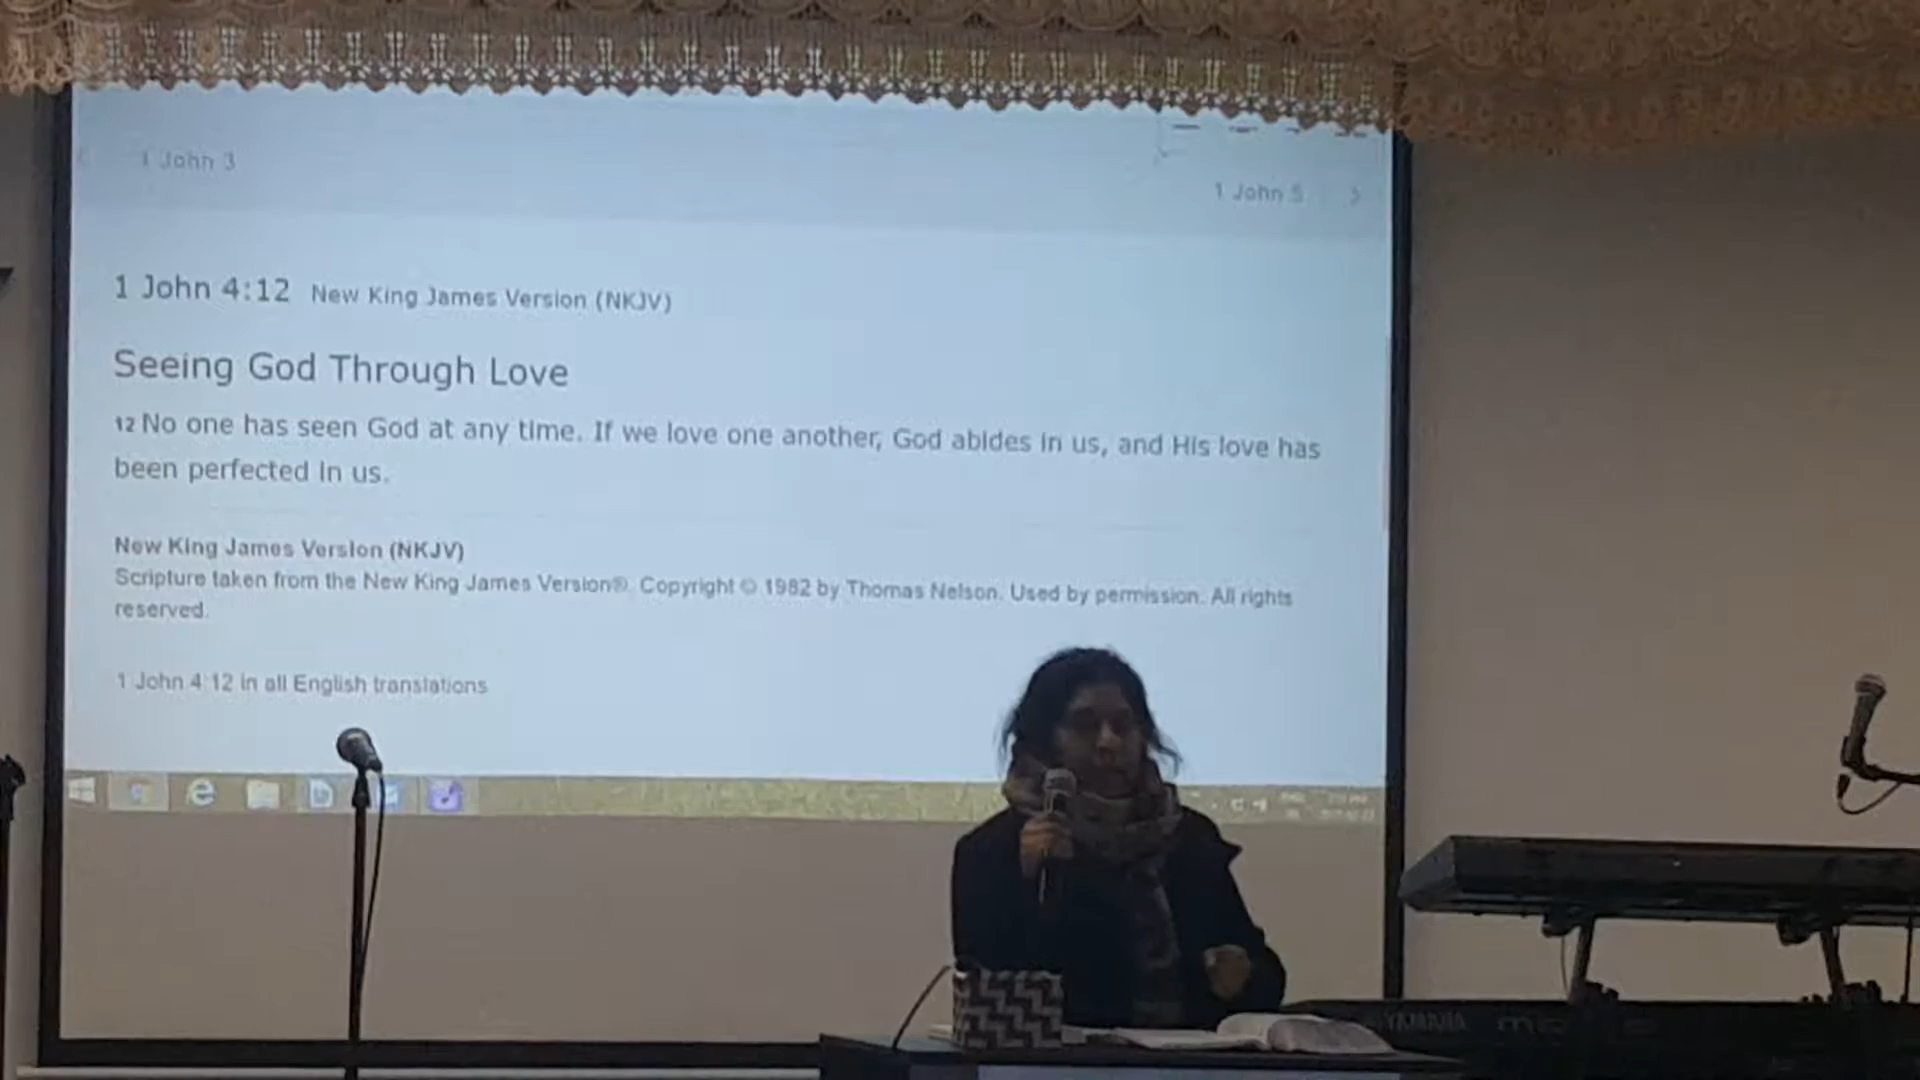 1 John 3
1 John 5
1 John 4:12 New King James Version (NKJV)
Seeing God Through Love
12 No one has seen God at any time. If we love one another, God abides in us, and His love has
been perfected in us.
New King James Version (NKJV)
Scripture taken from the New King James Version®. Copyright © 1982 by Thomas Nelson. Used by permission. All rights
reserved.
1 John 4:12 in all English translations
YAMAHA